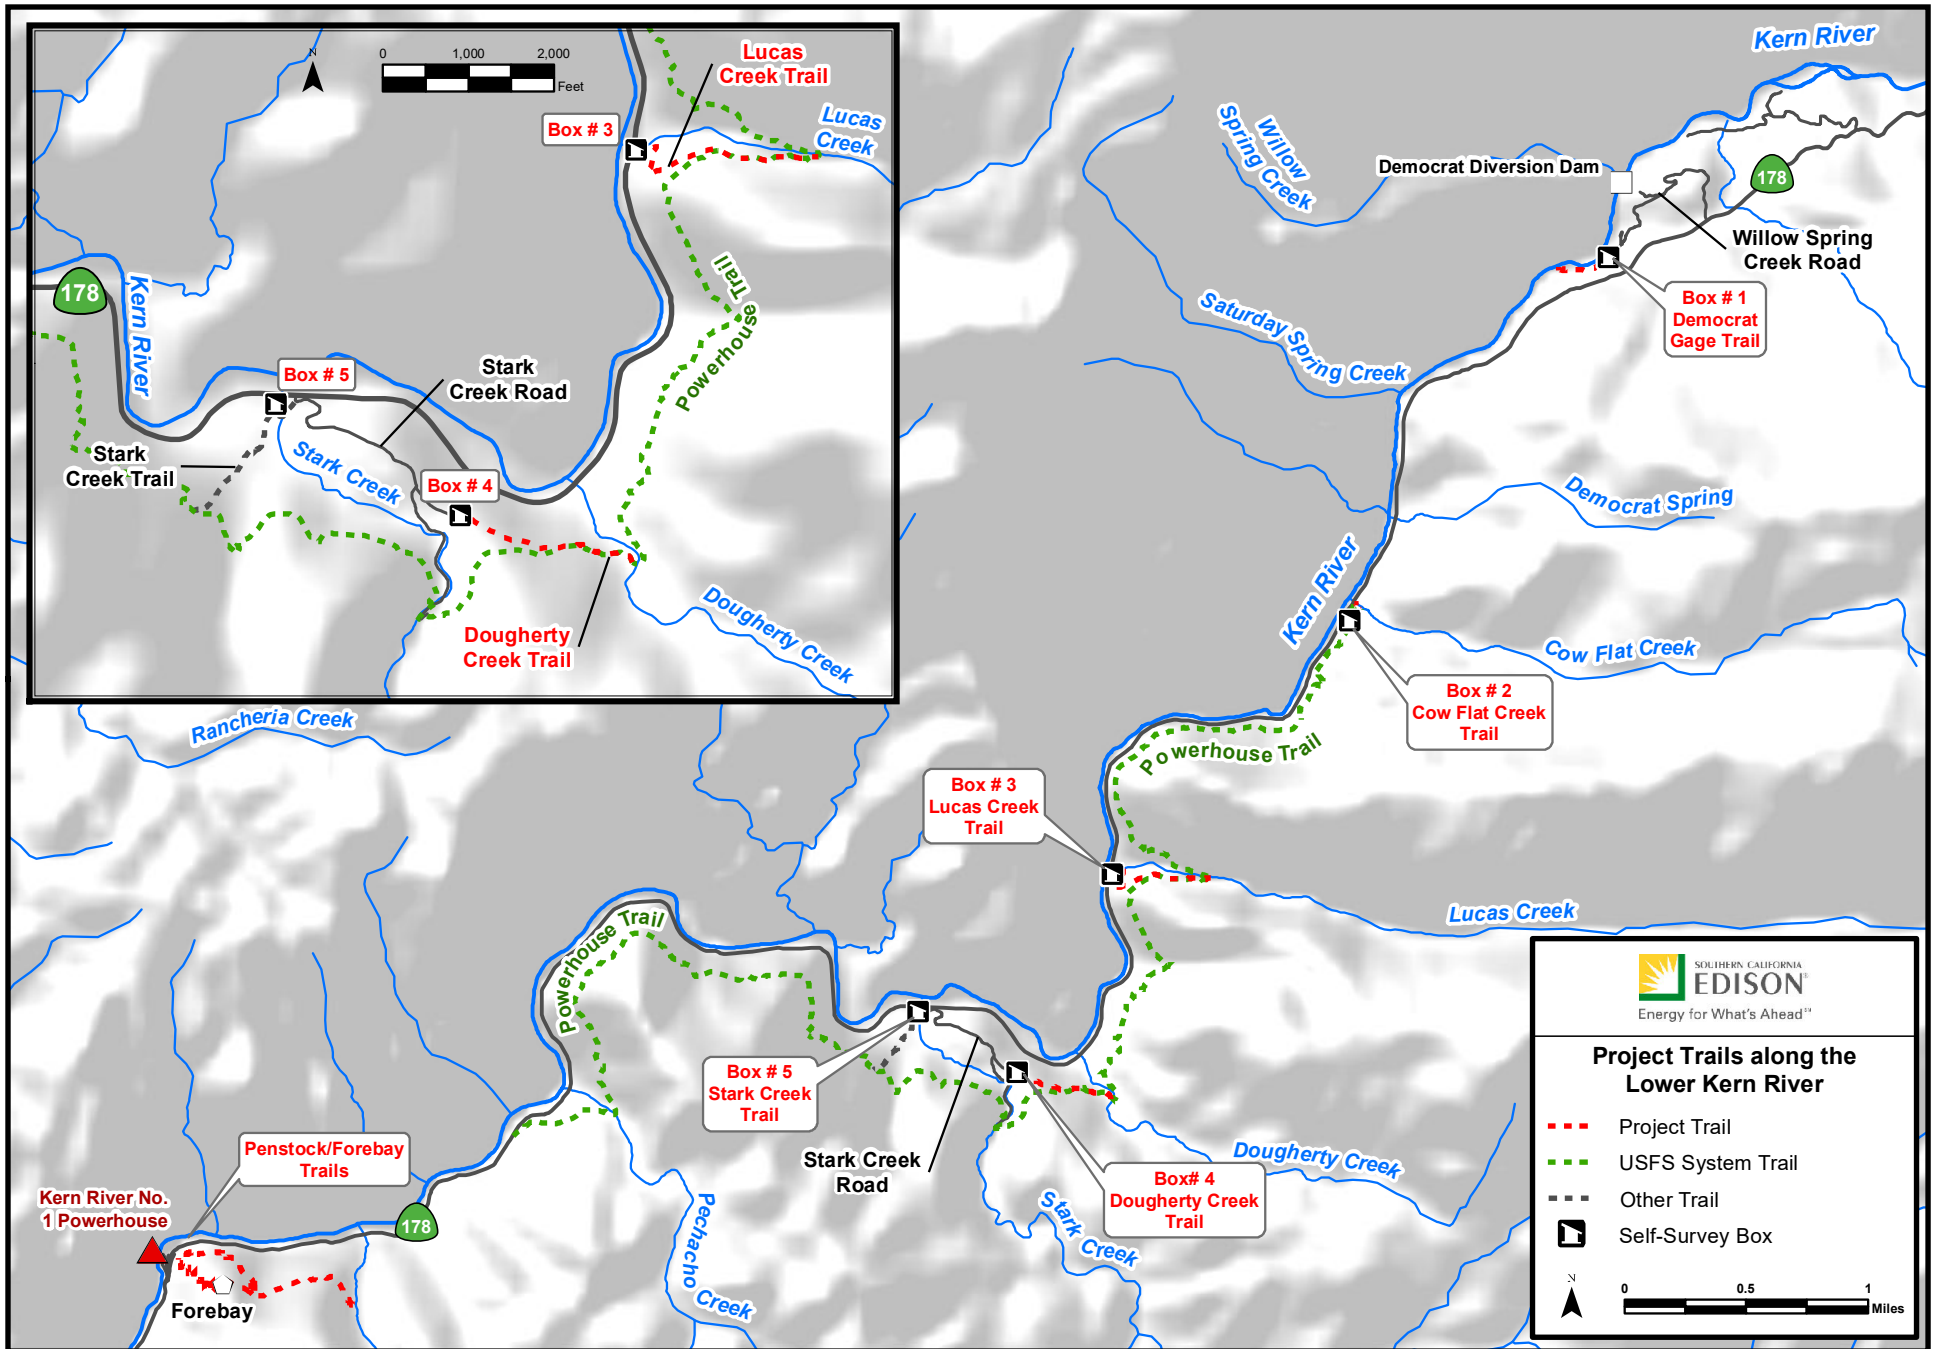 N
0 1,000 2,000
Feet
Lucas
Creek Trail
Box # 3
Lucas
Creek
178
Kern River
Powerhouse Trail
Box # 5
Stark
Creek Road
Stark
Creek Trail
Stark Creek
Box # 4
Dougherty
Creek Trail
Dougherty Creek
Kern River
Willow
Spring Creek
Democrat Diversion Dam
178
Willow Spring
Creek Road
Box # 1
Democrat
Gage Trail
Saturday Spring Creek
Democrat Spring
Kern River
Cow Flat Creek
Box # 2
Cow Flat Creek
Trail
Rancheria Creek
Powerhouse Trail
Box # 3
Lucas Creek
Trail
Lucas Creek
Powerhouse Trail
Box # 5
Stark Creek
Trail
Stark Creek
Road
Box# 4
Dougherty Creek
Trail
Dougherty Creek
Stark Creek
Pechacho Creek
Penstock/Forebay
Trails
Kern River No.
1 Powerhouse
178
Forebay
SOUTHERN CALIFORNIA
EDISON®
Energy for What's Ahead℠
Project Trails along the
Lower Kern River
Project Trail
USFS System Trail
Other Trail
Self-Survey Box
N
0 0.5 1
Miles